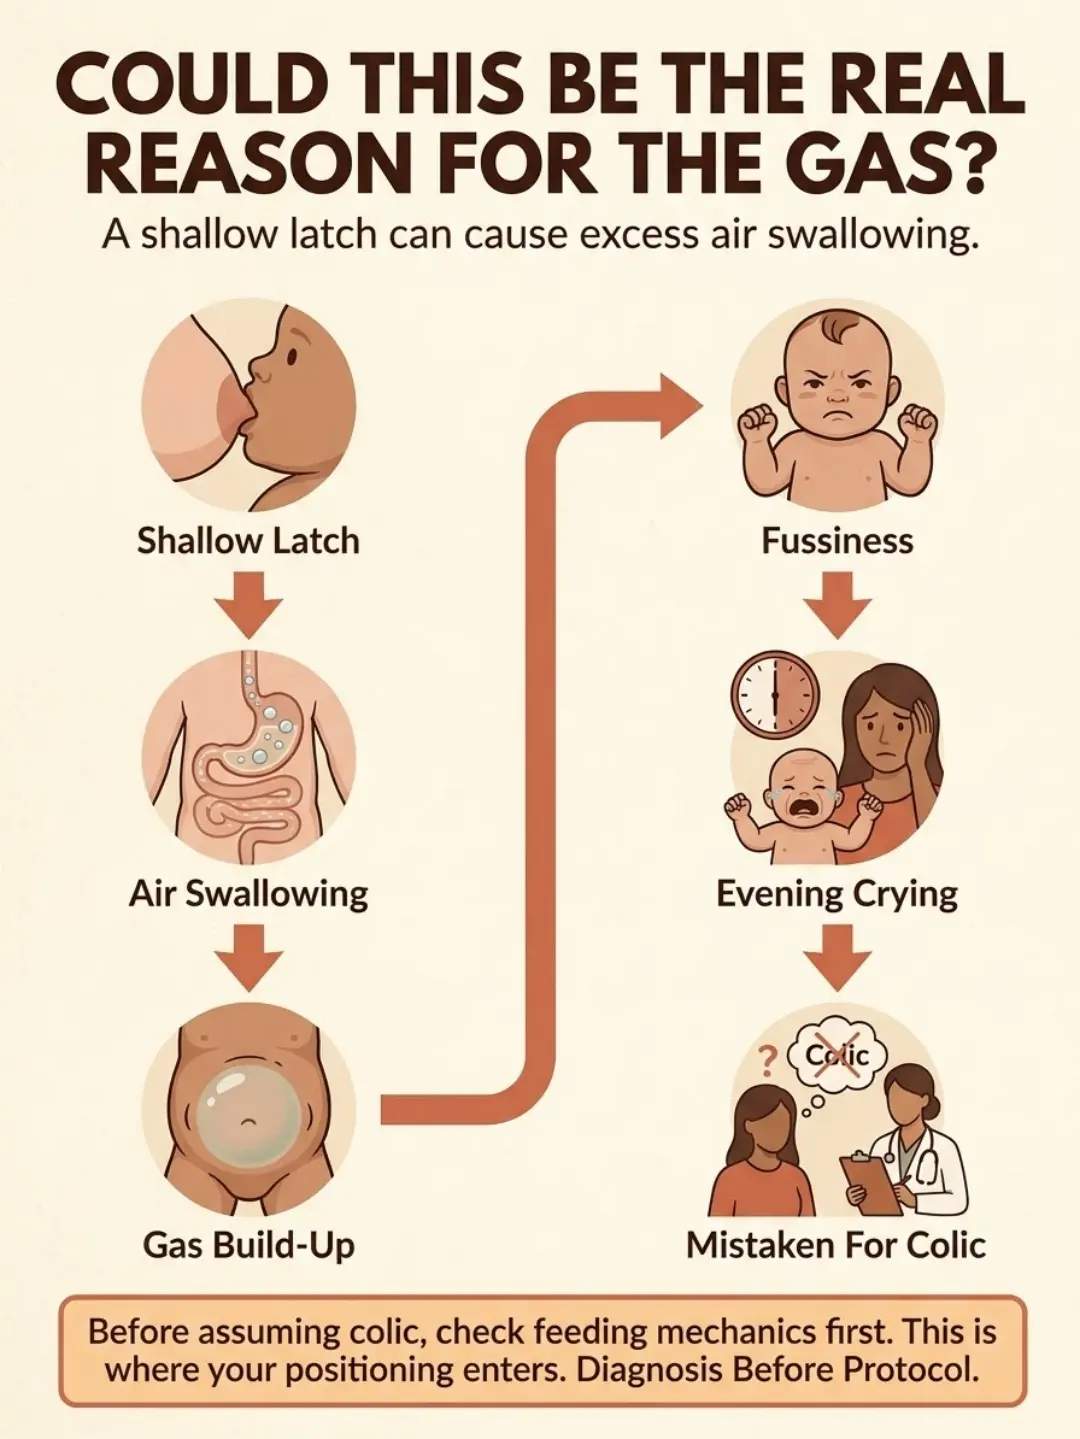 COULD THIS BE THE REAL
REASON FOR THE GAS?
A shallow latch can cause excess air swallowing.
Shallow Latch
Air Swallowing
Gas Build-Up
Fussiness
Evening Crying
?
Colic
Mistaken For Colic
Before assuming colic, check feeding mechanics first. This is
where your positioning enters. Diagnosis Before Protocol.